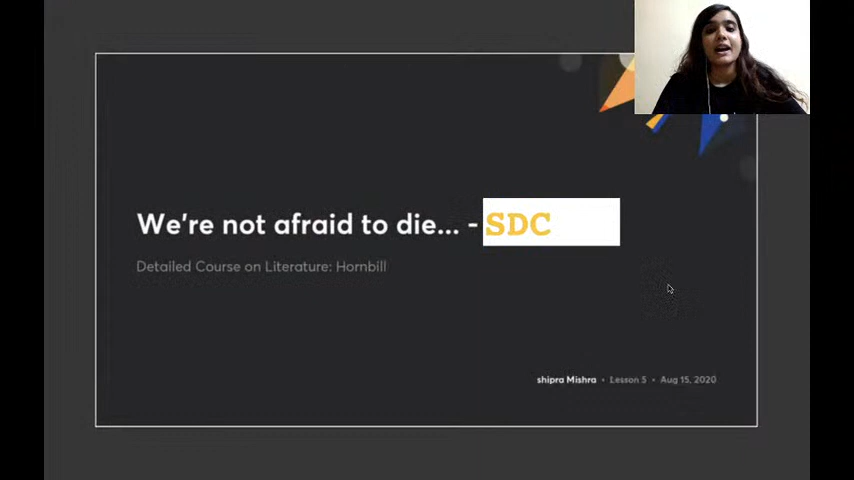 We're not afraid to die... - SDC
Detailed Course on Literature: Hornbill
shipra Mishra • Lesson 5 • Aug 15, 2020